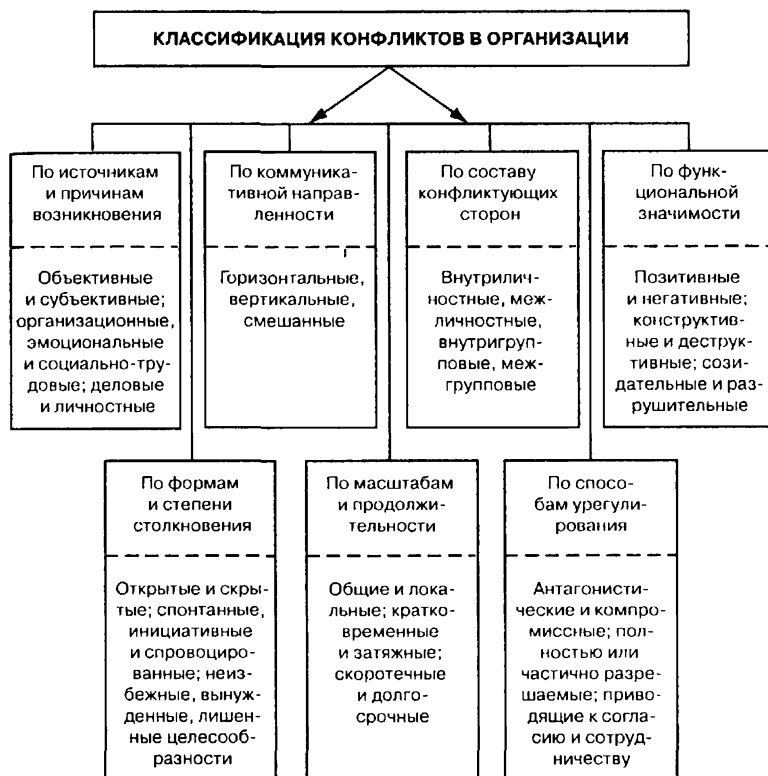 КЛАССИФИКАЦИЯ КОНФЛИКТОВ В ОРГАНИЗАЦИИ
По источникам
и причинам
возникновения
Объективные
и субъективные;
организационные,
эмоциональные
и социально-тру-
довые; деловые
и личностные
По коммуника-
тивной направ-
ленности
Горизонтальные,
вертикальные,
смешанные
По составу
конфликтующих
сторон
Внутрилич-
ностные, меж-
личностные,
внутригруп-
повые, меж-
групповые
По функ-
циональной
значимости
Позитивные
и негативные;
конструктив-
ные и деструк-
тивные; сози-
дательные и раз-
рушительные
По формам
и степени
столкновения
Открытые и скры-
тые; спонтанные,
инициативные
и спровоциро-
ванные; неиз-
бежные, вынуж-
денные, лишен-
ные целесооб-
разности
По масштабам
и продолжи-
тельности
Общие и лока-
льные; кратко-
временные
и затяжные;
скоротечные
и долго-
срочные
По спосо-
бам урегули-
рования
Антагонисти-
ческие и компро-
миссные; пол-
ностью или
частично разре-
шаемые; приво-
дящие к согла-
сию и сотруд-
ничеству